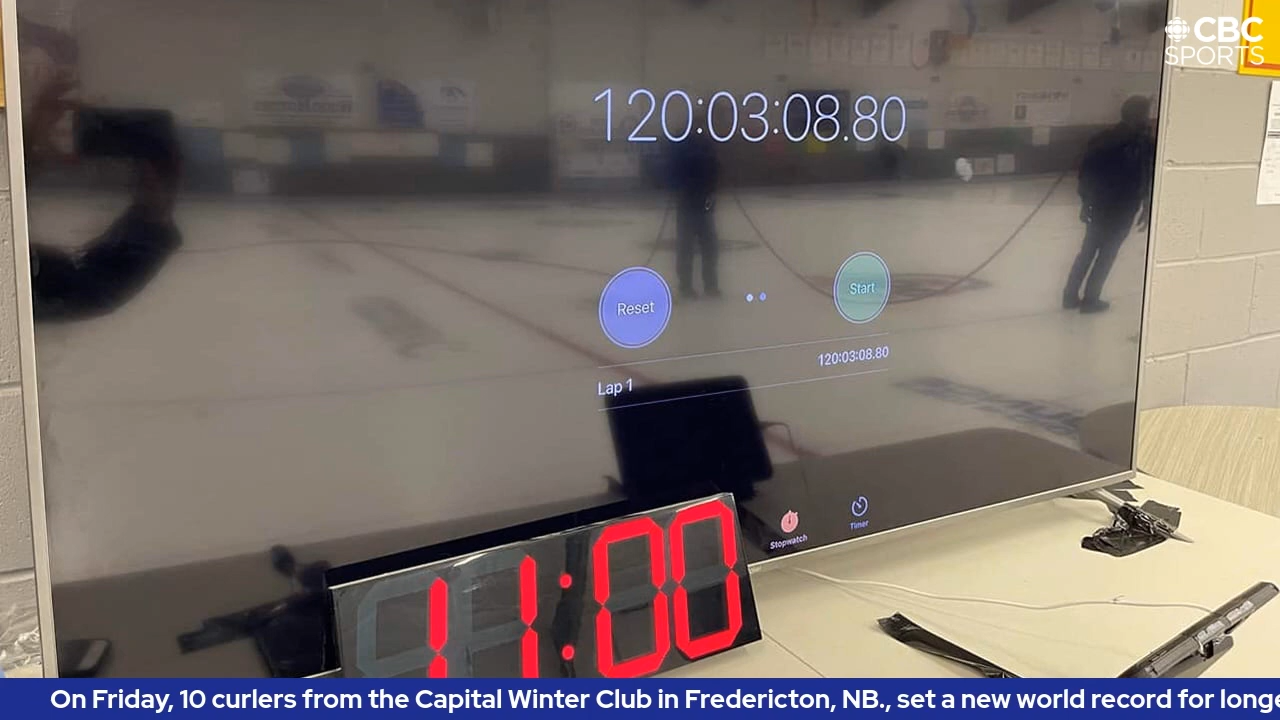 CBC
SPORTS
120:03:08.80
Reset
Start
Lap 1
120:03:08.80
Stopwatch
Timer
11:00
On Friday, 10 curlers from the Capital Winter Club in Fredericton, NB., set a new world record for longe